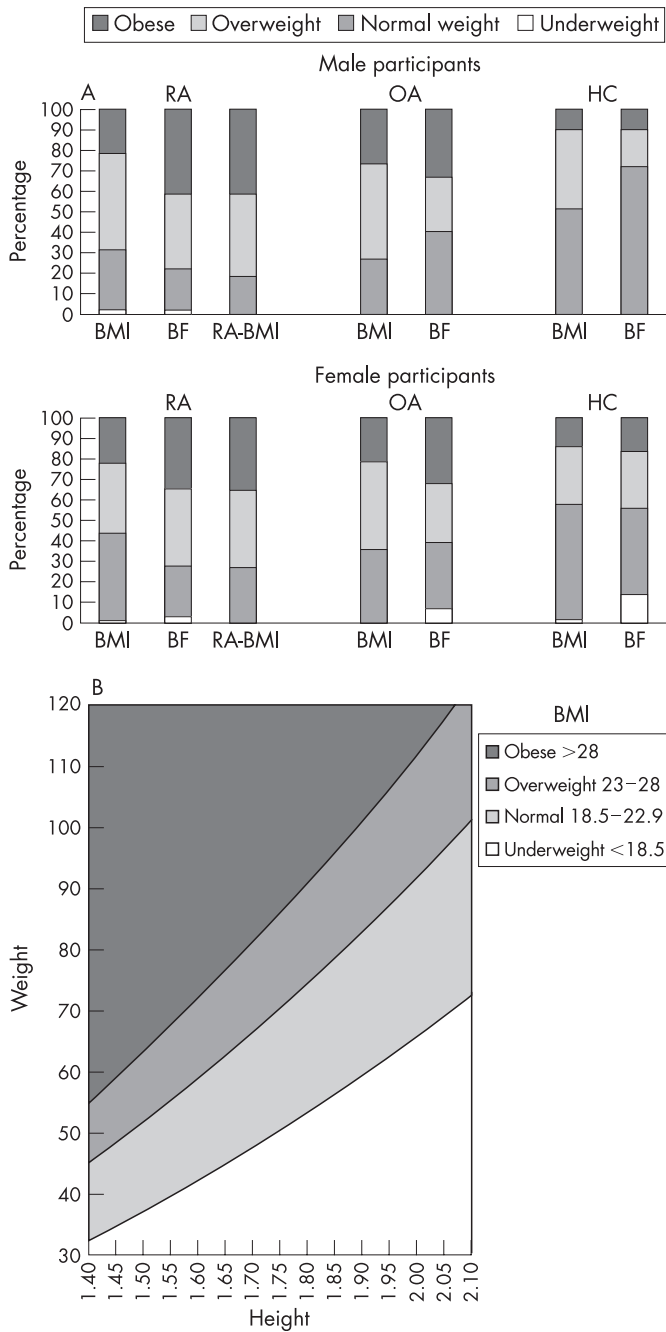 Obese Overweight Normal weight Underweight
Male participants
A RA OA HC
100
90
80
70
60
50
40
30
20
10
0
Percentage
BMI BF RA-BMI BMI BF BMI BF
Female participants
RA OA HC
100
90
80
70
60
50
40
30
20
10
0
Percentage
BMI BF RA-BMI BMI BF BMI BF
B
120
110
100
90
80
70
60
50
40
30
Weight
1.40 1.45 1.50 1.55 1.60 1.65 1.70 1.75 1.80 1.85 1.90 1.95 2.00 2.05 2.10
Height
BMI
Obese >28
Overweight 23–28
Normal 18.5–22.9
Underweight <18.5